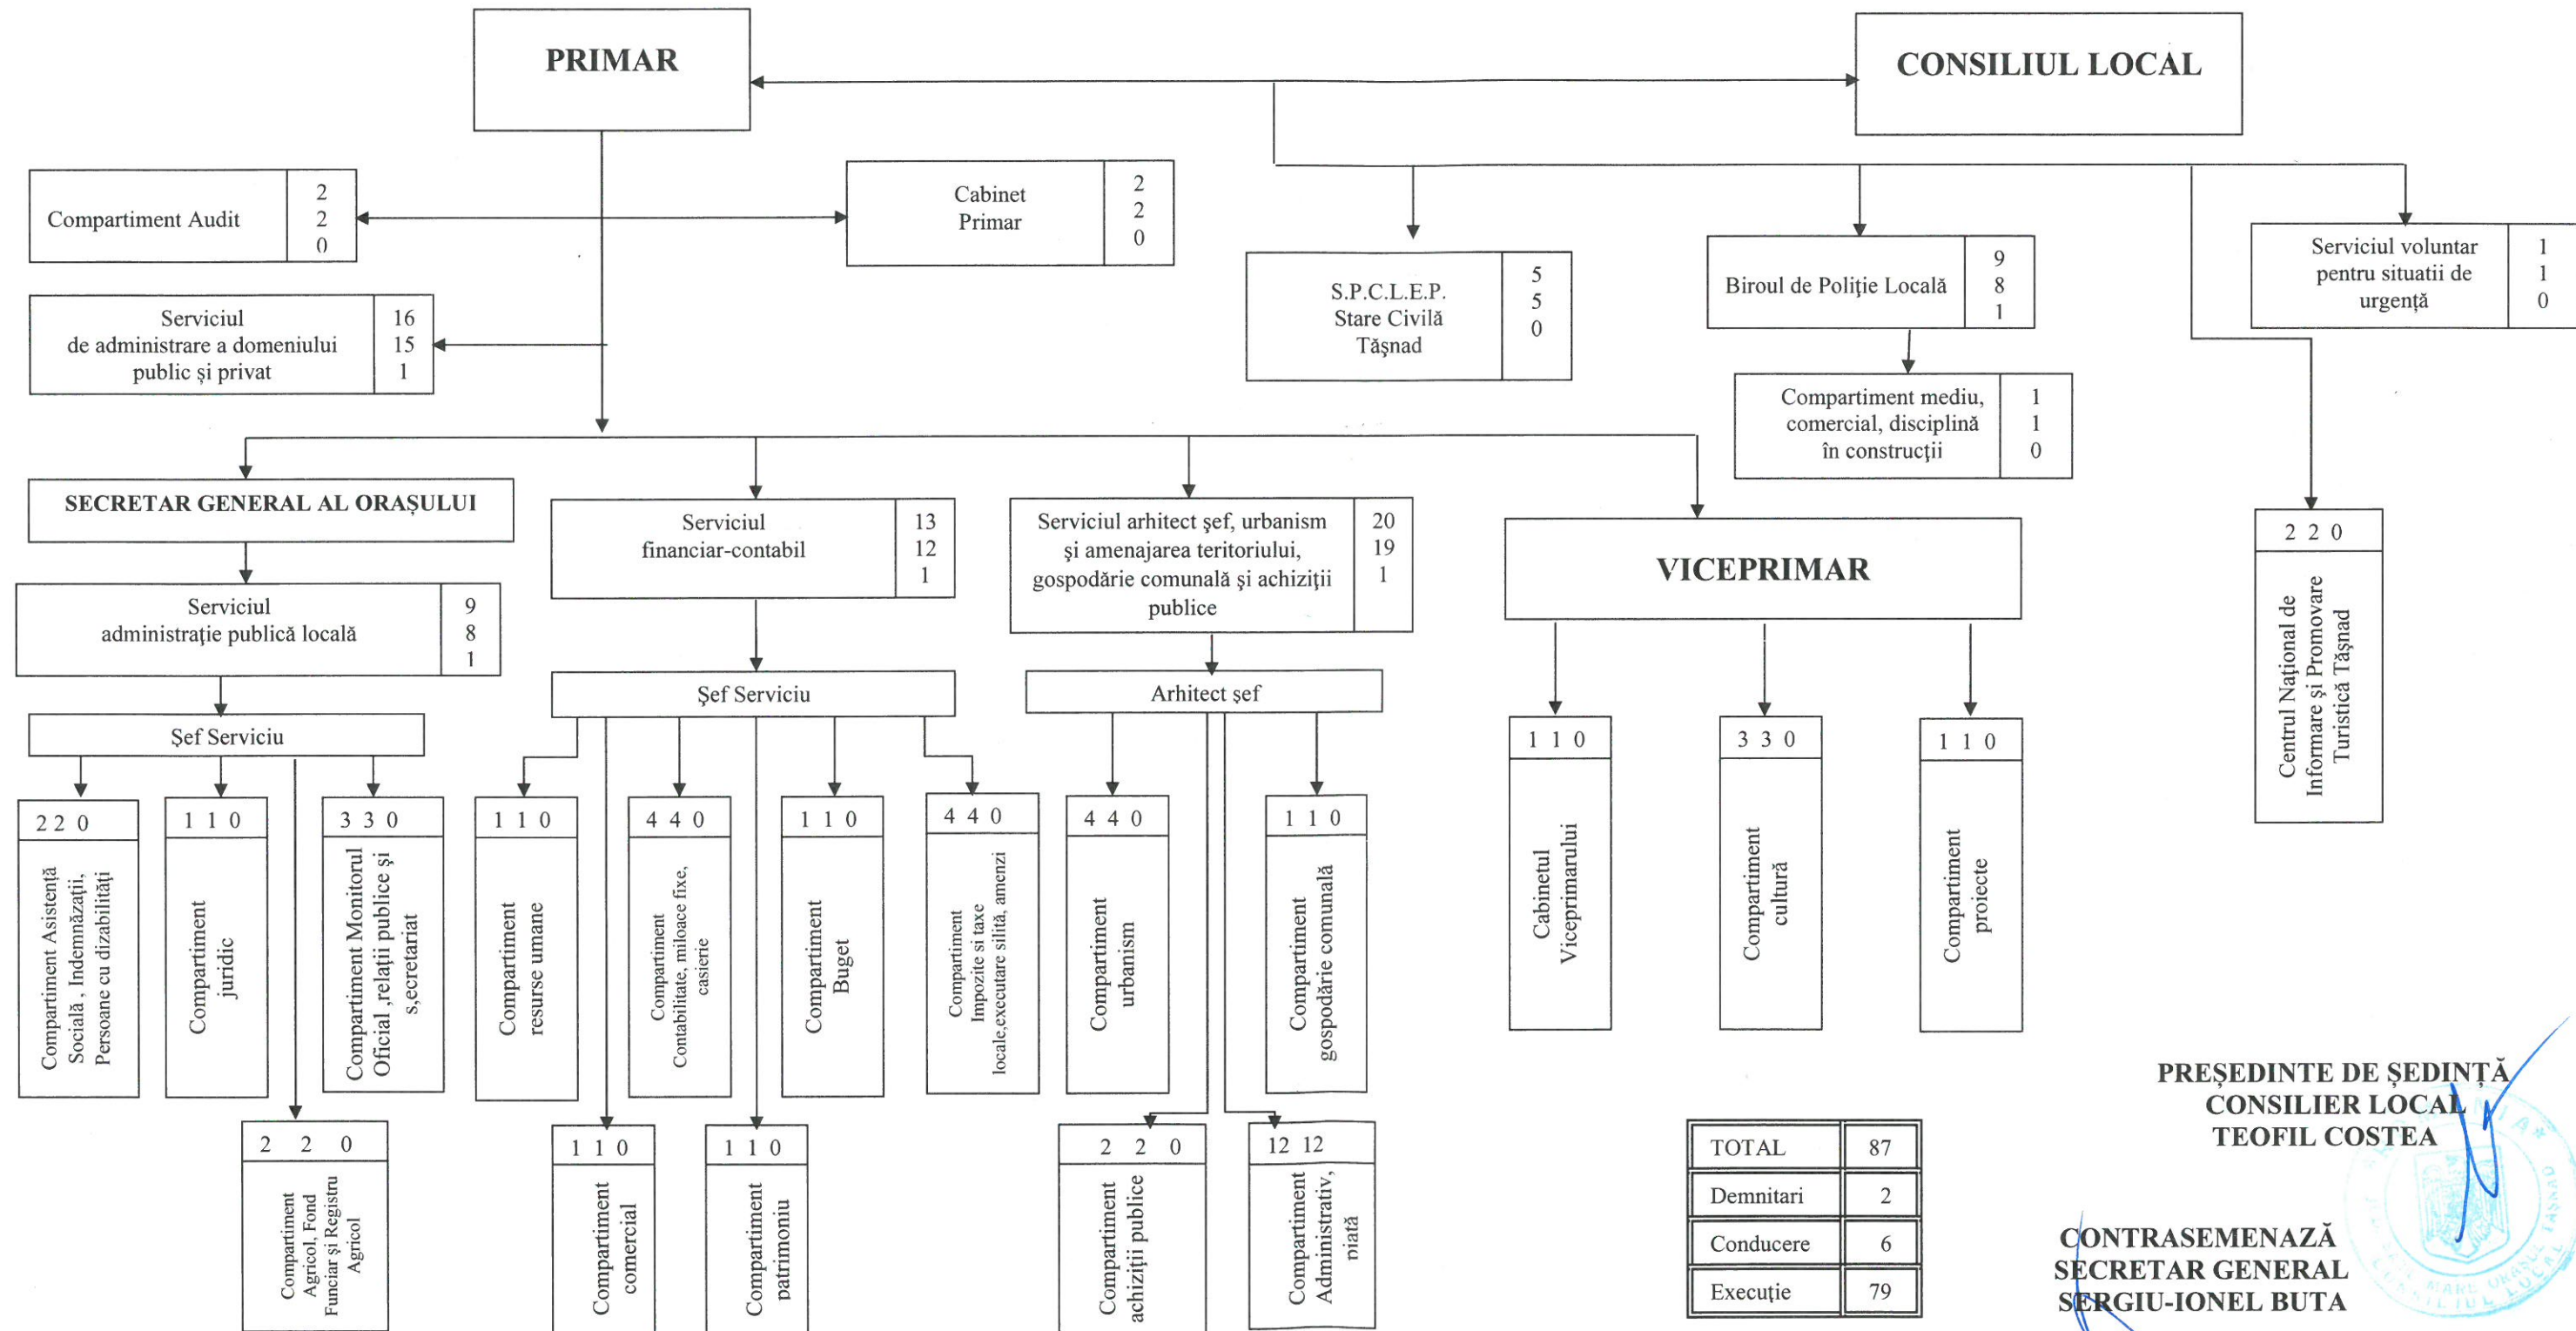 PRIMAR
CONSILIUL LOCAL
Compartiment Audit
2
2
0
Cabinet
Primar
2
2
0
Serviciul
de administrare a domeniului
public și privat
16
15
1
S.P.C.L.E.P.
Stare Civilă
Tăşnad
5
5
0
Biroul de Poliţie Locală
9
8
1
Serviciul voluntar
pentru situatii de
urgenţă
1
1
0
Compartiment mediu,
comercial, disciplină
în construcţii
1
1
0
SECRETAR GENERAL AL ORAȘULUI
Serviciul
financiar-contabil
13
12
1
Serviciul arhitect şef, urbanism
şi amenajarea teritoriului,
gospodărie comunală şi achiziţii
publice
20
19
1
VICEPRIMAR
2 2 0
Centrul Naţional de
Informare şi Promovare
Turistică Tăşnad
Serviciul
administraţie publică locală
9
8
1
Şef Serviciu
Şef Serviciu
Arhitect şef
2 2 0
Compartiment Asistenţă
Socială , Indemnăzaţii,
Persoane cu dizabilităţi
1 1 0
Compartiment
juridic
3 3 0
Compartiment Monitorul
Oficial ,relaţii publice şi
s,ecretariat
1 1 0
Compartiment
resurse umane
4 4 0
Compartiment
Contabilitate, miloace fixe,
casierie
1 1 0
Compartiment
Buget
4 4 0
Compartiment
Impozite si taxe
locale,executare silită, amenzi
4 4 0
Compartiment
urbanism
1 1 0
Compartiment
gospodărie comunală
1 1 0
Cabinetul
Viceprimarului
3 3 0
Compartiment
cultură
1 1 0
Compartiment
proiecte
2 2 0
Compartiment
Agricol, Fond
Funciar şi Registru
Agricol
1 1 0
Compartiment
comercial
1 1 0
Compartiment
patrimoniu
2 2 0
Compartiment
achiziţii publice
12 12
Compartiment
Administrativ,
piată
TOTAL 87
Demnitari 2
Conducere 6
Execuție 79
PREȘEDINTE DE ȘEDINȚĂ
CONSILIER LOCAL
TEOFIL COSTEA
CONTRASEMENAZĂ
SECRETAR GENERAL
SERGIU-IONEL BUTA